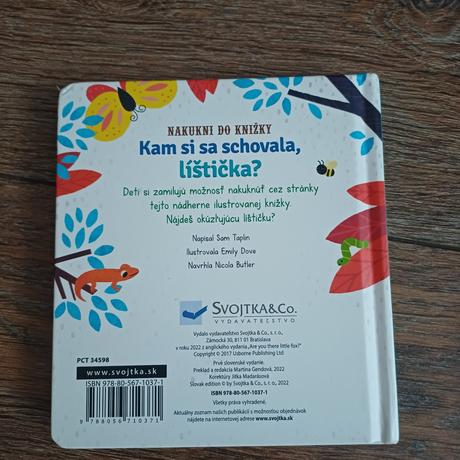 NAKUKNI DO KNIŽKY
Kam si sa schovala,
líštička?
Deti si zamilujú možnosť nakuknúť cez stránky
tejto nádherne ilustrovanej knižky.
Nájdeš okúzľujúcu líštičku?
Napísal Sam Taplin
Ilustrovala Emily Dove
Navrhla Nicola Butler
SVOJTKA&CO.
VYDAVATEĽSTVO
Vydalo vydavateľstvo Svojtka & Co., s. r. o.,
Zámocká 30, 811 01 Bratislava
v roku 2022 z anglického vydania „Are you there little fox?“
Copyright © 2017 Usborne Publishing Ltd
Prvé slovenské vydanie.
Preklad a redakcia Martina Gendová, 2022
Korektúry Jitka Madarásová
Slovak edition © by Svojtka & Co., s. r. o., 2022
ISBN 978-80-567-1037-1
Všetky práva vyhradené.
Aktuálny zoznam našich publikácií s možnosťou objednávok
nájdete na internetovej adrese www.svojtka.sk
PCT 34598
www.svojtka.sk
ISBN 978-80-567-1037-1
9 788056 710371